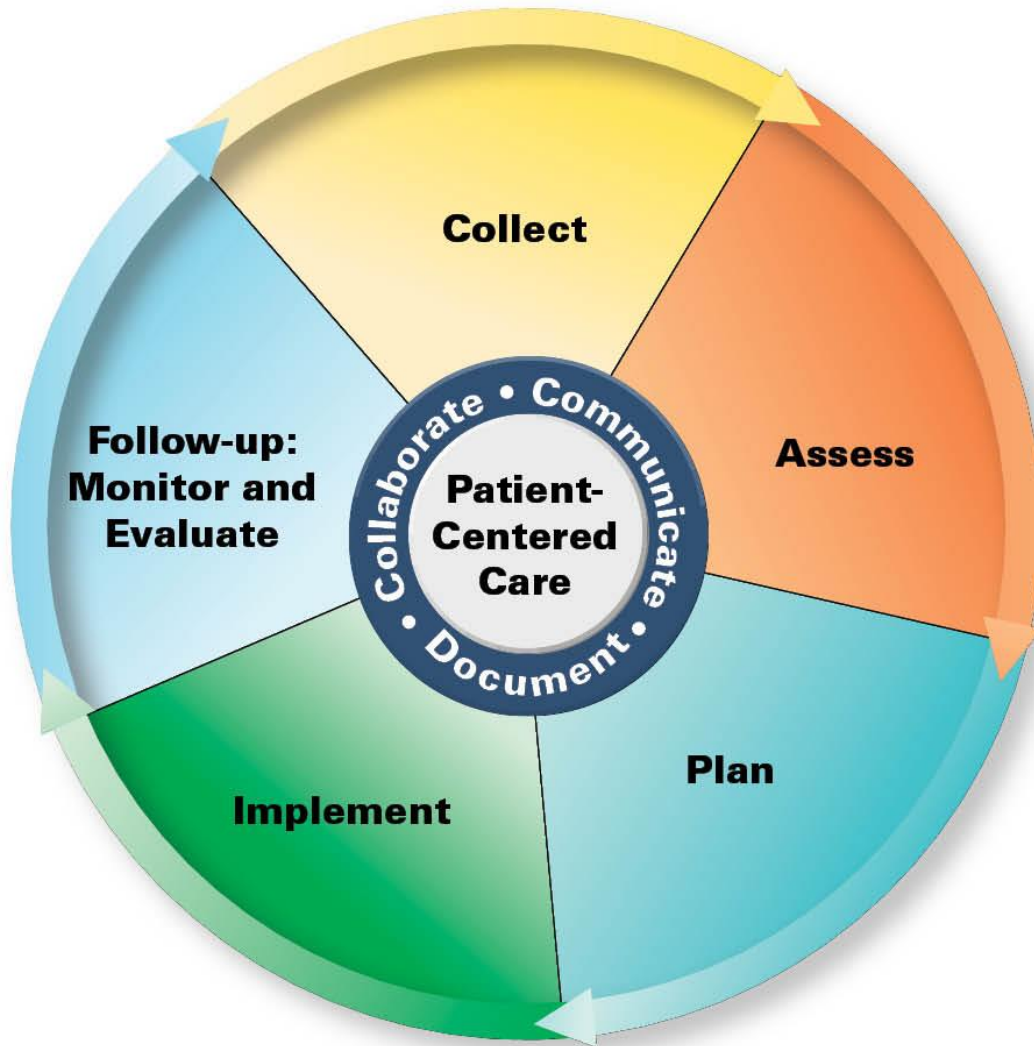 Collect
Assess
Plan
Implement
Follow-up:
Monitor and
Evaluate
Collaborate • Communicate • Document •
Patient-
Centered
Care